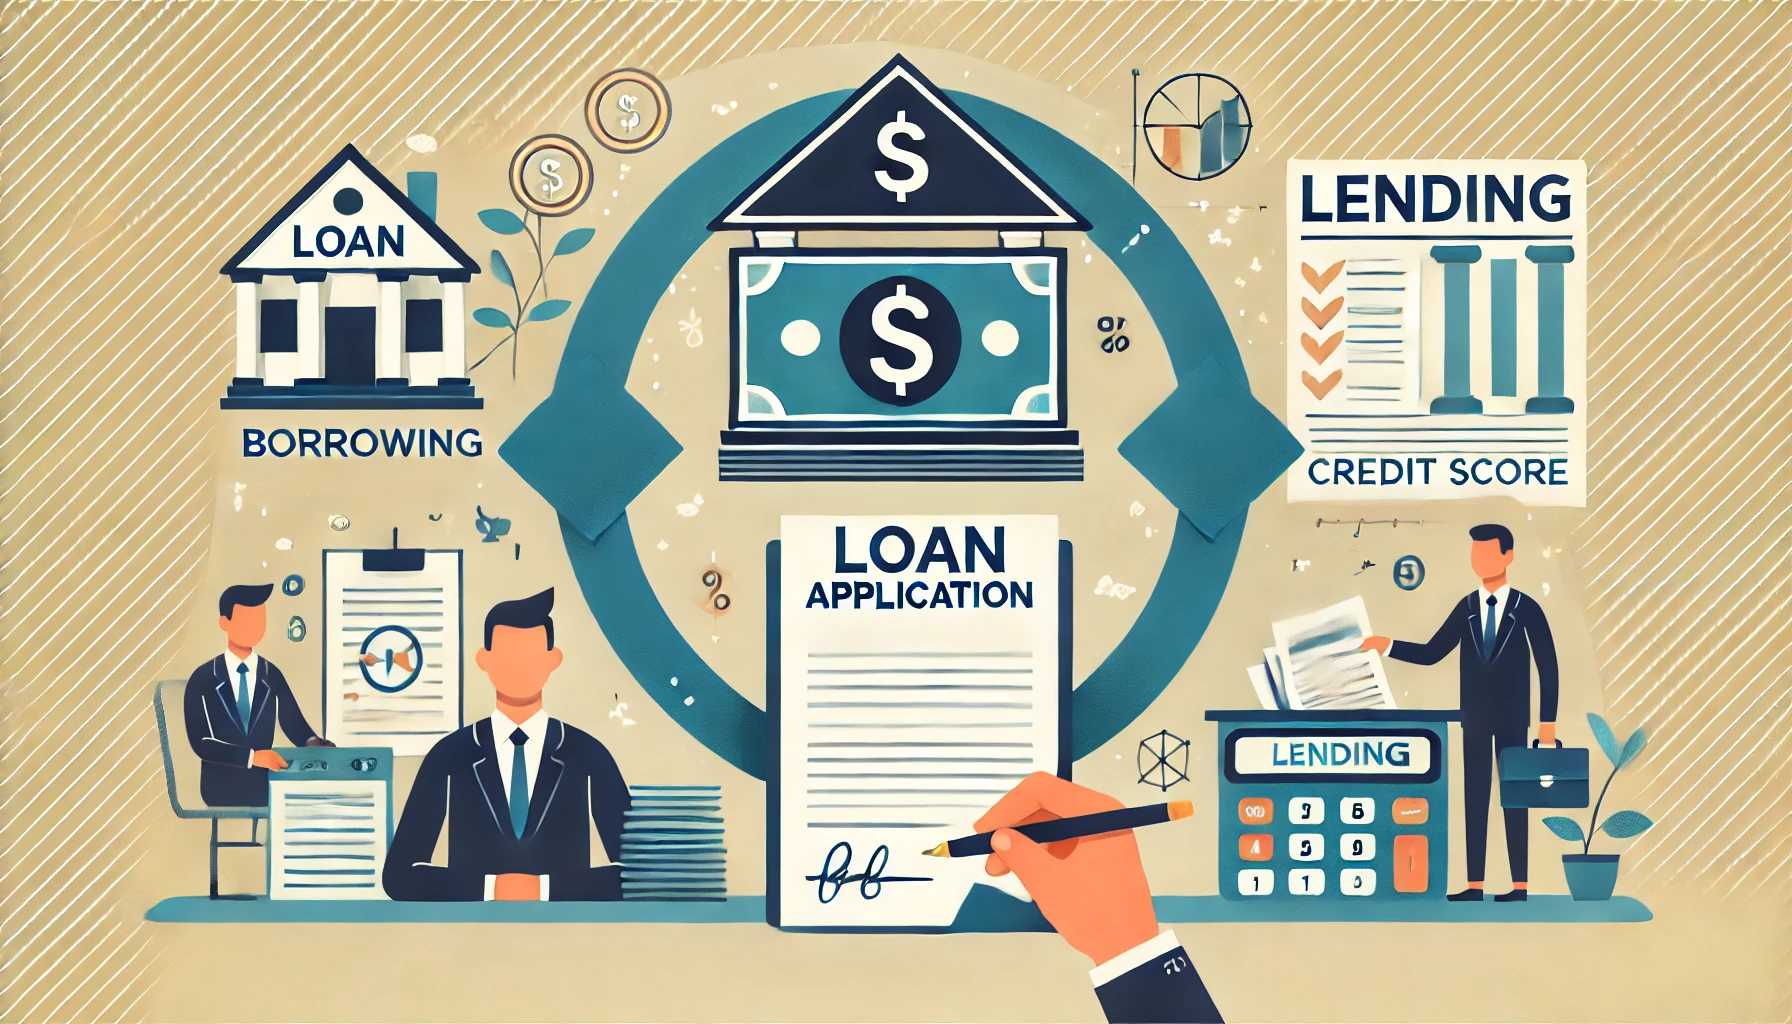 $
$
$
LOAN
$
$
BORROWING
LENDING
CREDIT SCORE
%
LOAN
APPLICATION
LENDING